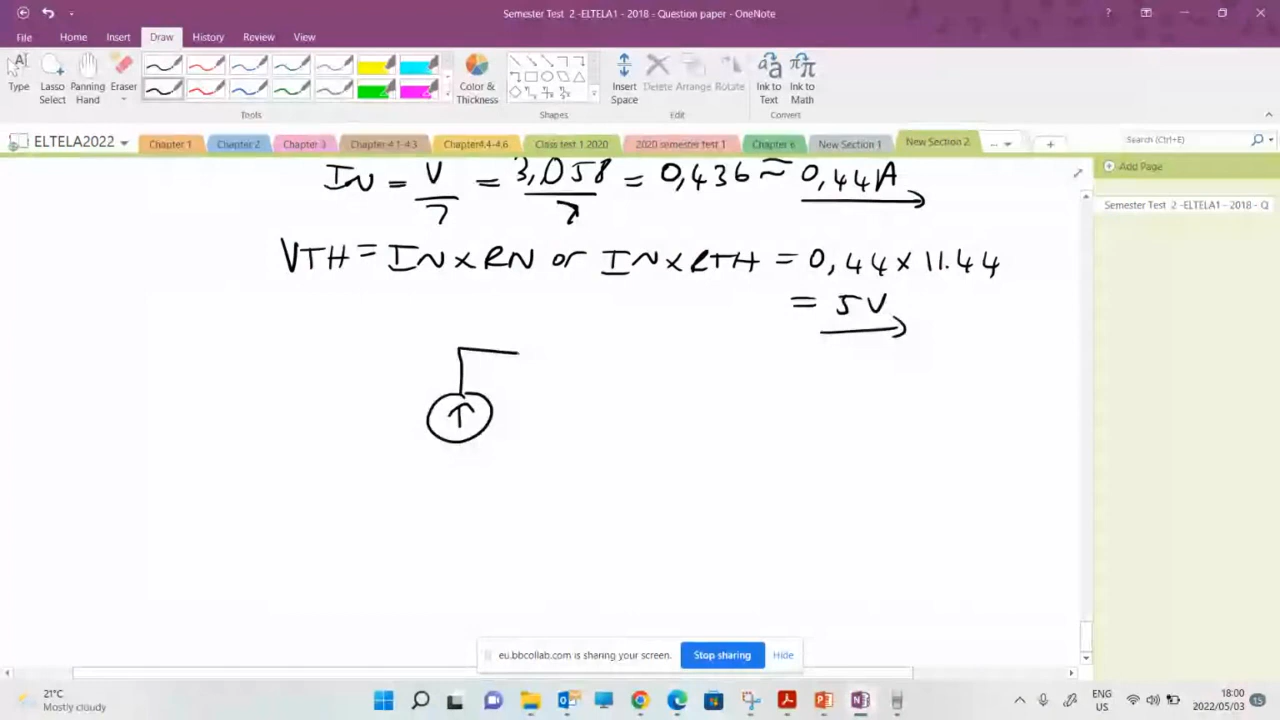 Semester Test 2 -ELTELA1 - 2018 - Question paper - OneNote
File Home Insert Draw History Review View
Type Lasso Select Panning Hand Eraser Color & Thickness Insert Space Delete Arrange Rotate Ink to Text Ink to Math
Tools Shapes Edit Convert
ELTELA2022 Chapter 1 Chapter 2 Chapter 3 Chapter 4.1-4.3 Chapter4.4-4.6 Class test 1 2020 2020 semester test 1 Chapter 6 New Section 1 New Section 2 ... Search (Ctrl+E)
Add Page
Semester Test 2 -ELTELA1 - 2018 - Q
IN = V/7 = 3,058/7 = 0,436 ≈ 0,44A
VTH = IN x RN or IN x RTH = 0,44 x 11.44
= 5V
eu.bbcollab.com is sharing your screen. Stop sharing Hide
21°C
Mostly cloudy
ENG
US
18:00
2022/05/03